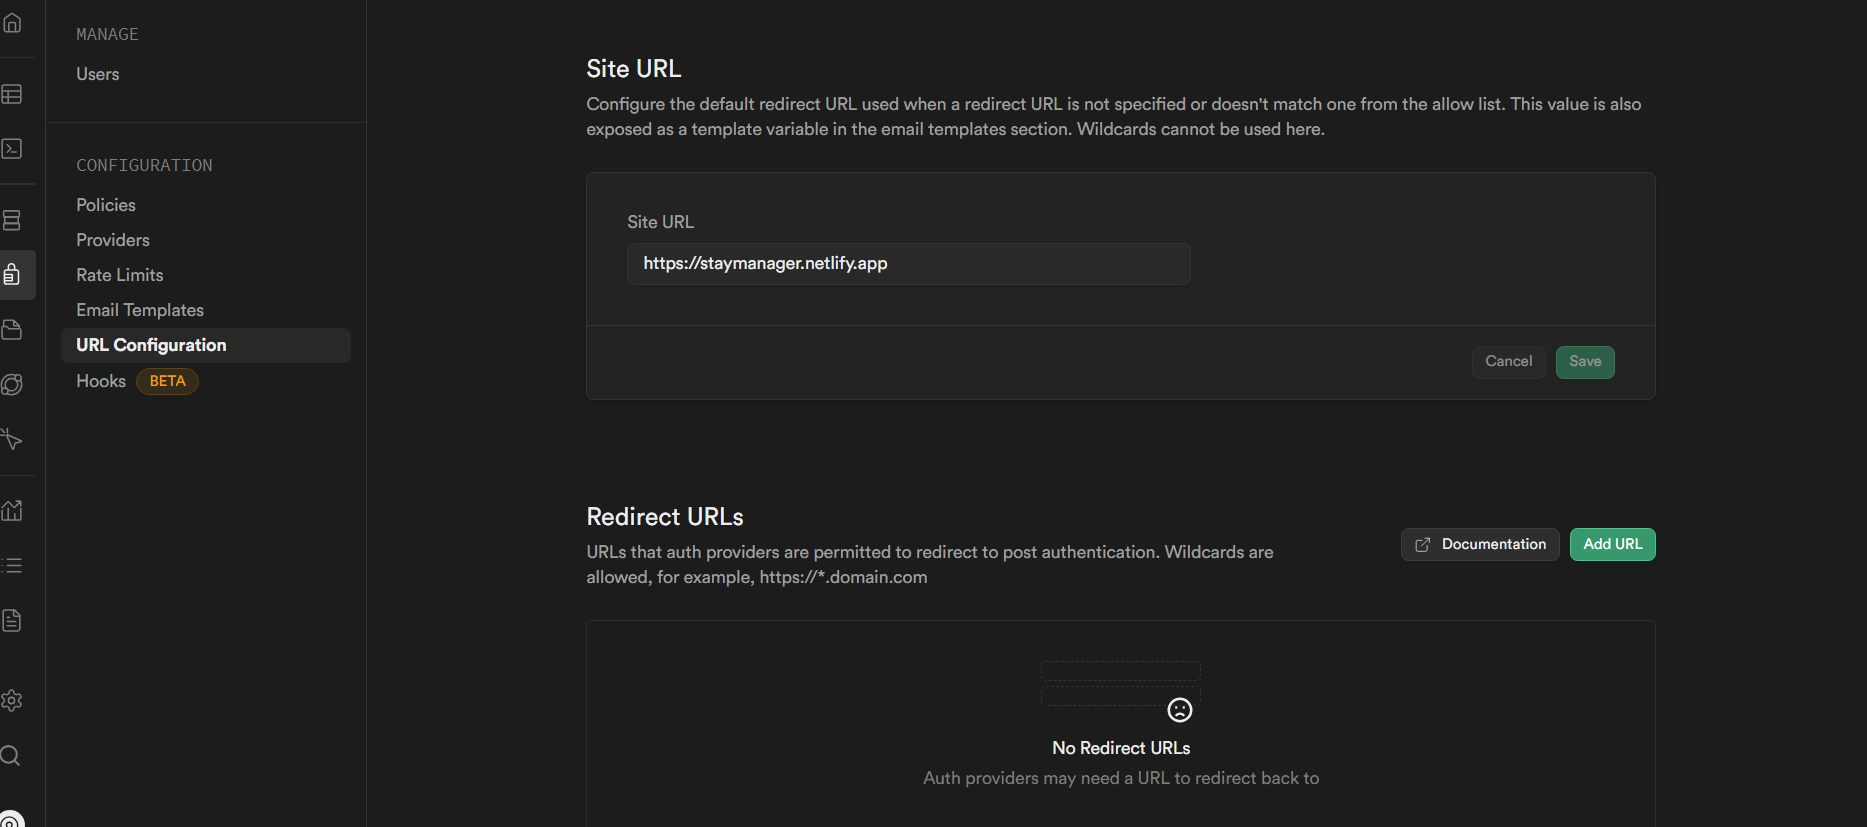 MANAGE
Users
CONFIGURATION
Policies
Providers
Rate Limits
Email Templates
URL Configuration
Hooks BETA
Site URL
Configure the default redirect URL used when a redirect URL is not specified or doesn't match one from the allow list. This value is also
exposed as a template variable in the email templates section. Wildcards cannot be used here.
Site URL
https://staymanager.netlify.app
Cancel Save
Redirect URLs
URLs that auth providers are permitted to redirect to post authentication. Wildcards are
allowed, for example, https://*.domain.com
Documentation Add URL
No Redirect URLs
Auth providers may need a URL to redirect back to